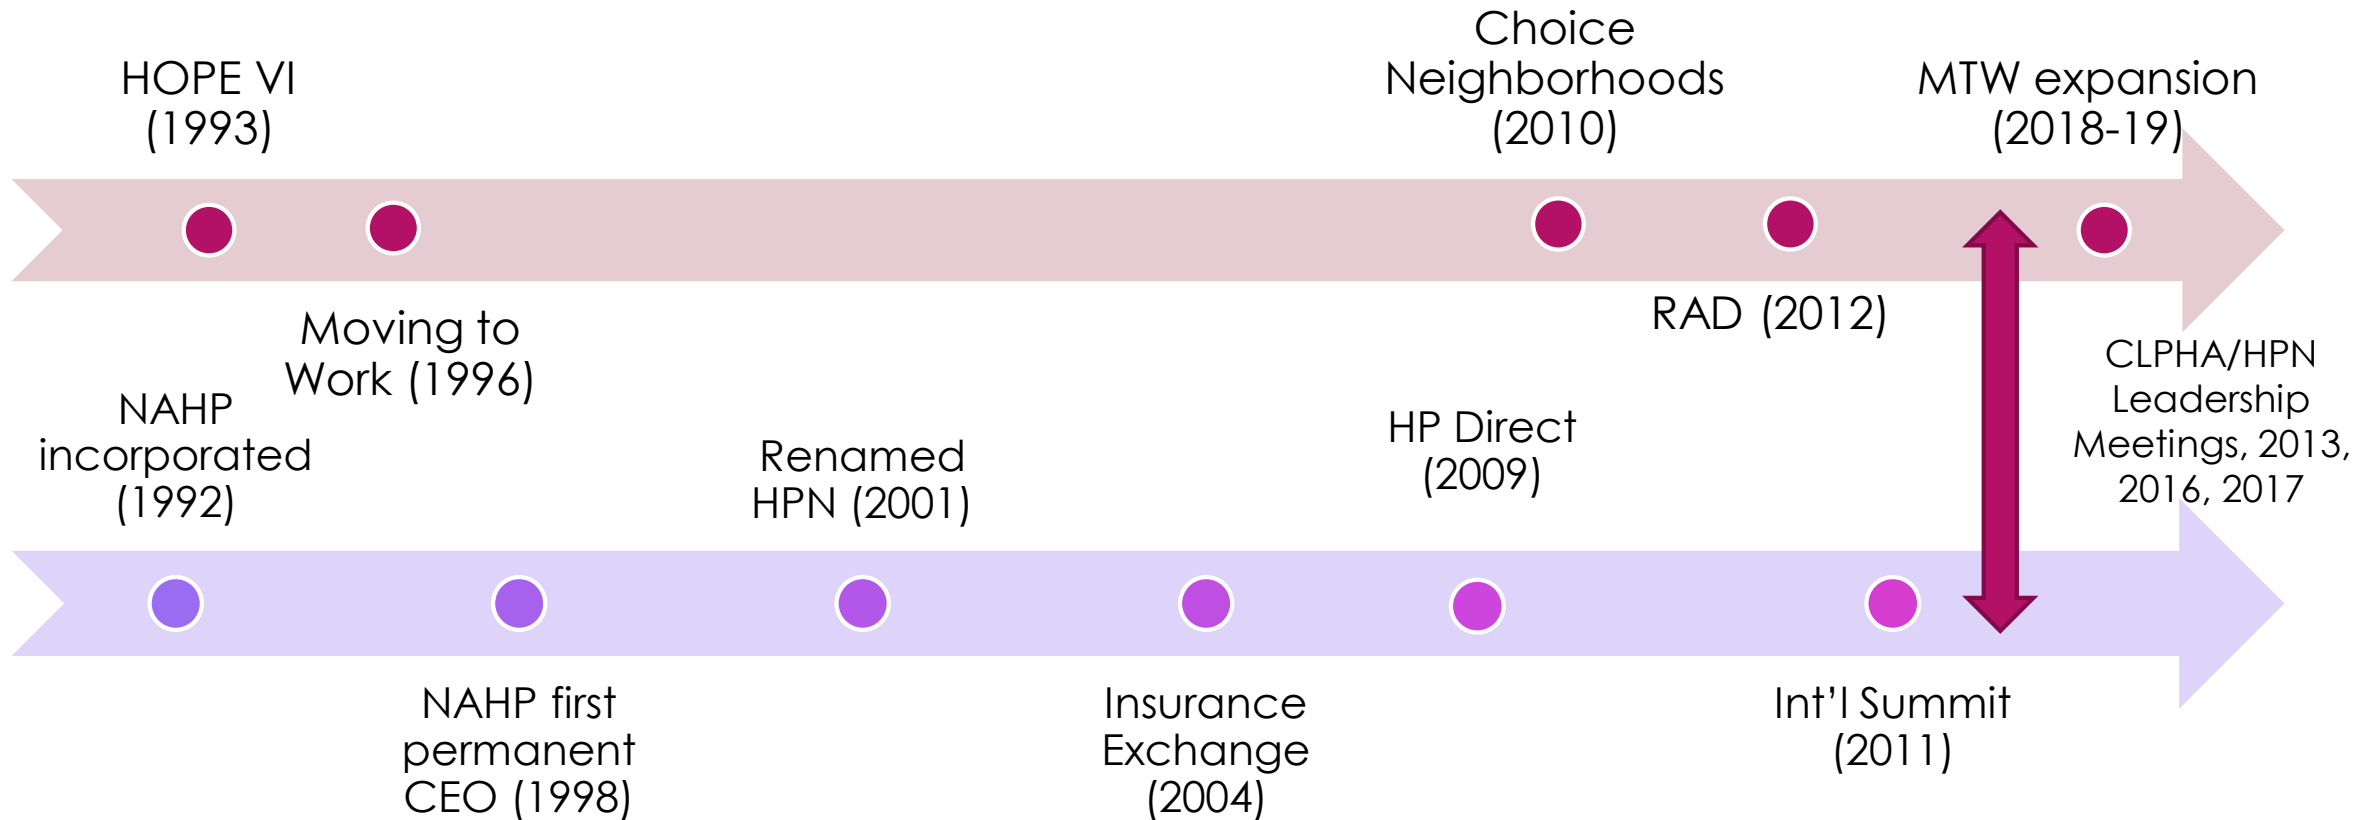 HOPE VI
(1993)
Moving to
Work (1996)
Choice
Neighborhoods
(2010)
RAD (2012)
MTW expansion
(2018-19)
CLPHA/HPN
Leadership
Meetings, 2013,
2016, 2017
NAHP
incorporated
(1992)
NAHP first
permanent
CEO (1998)
Renamed
HPN (2001)
Insurance
Exchange
(2004)
HP Direct
(2009)
Int’l Summit
(2011)